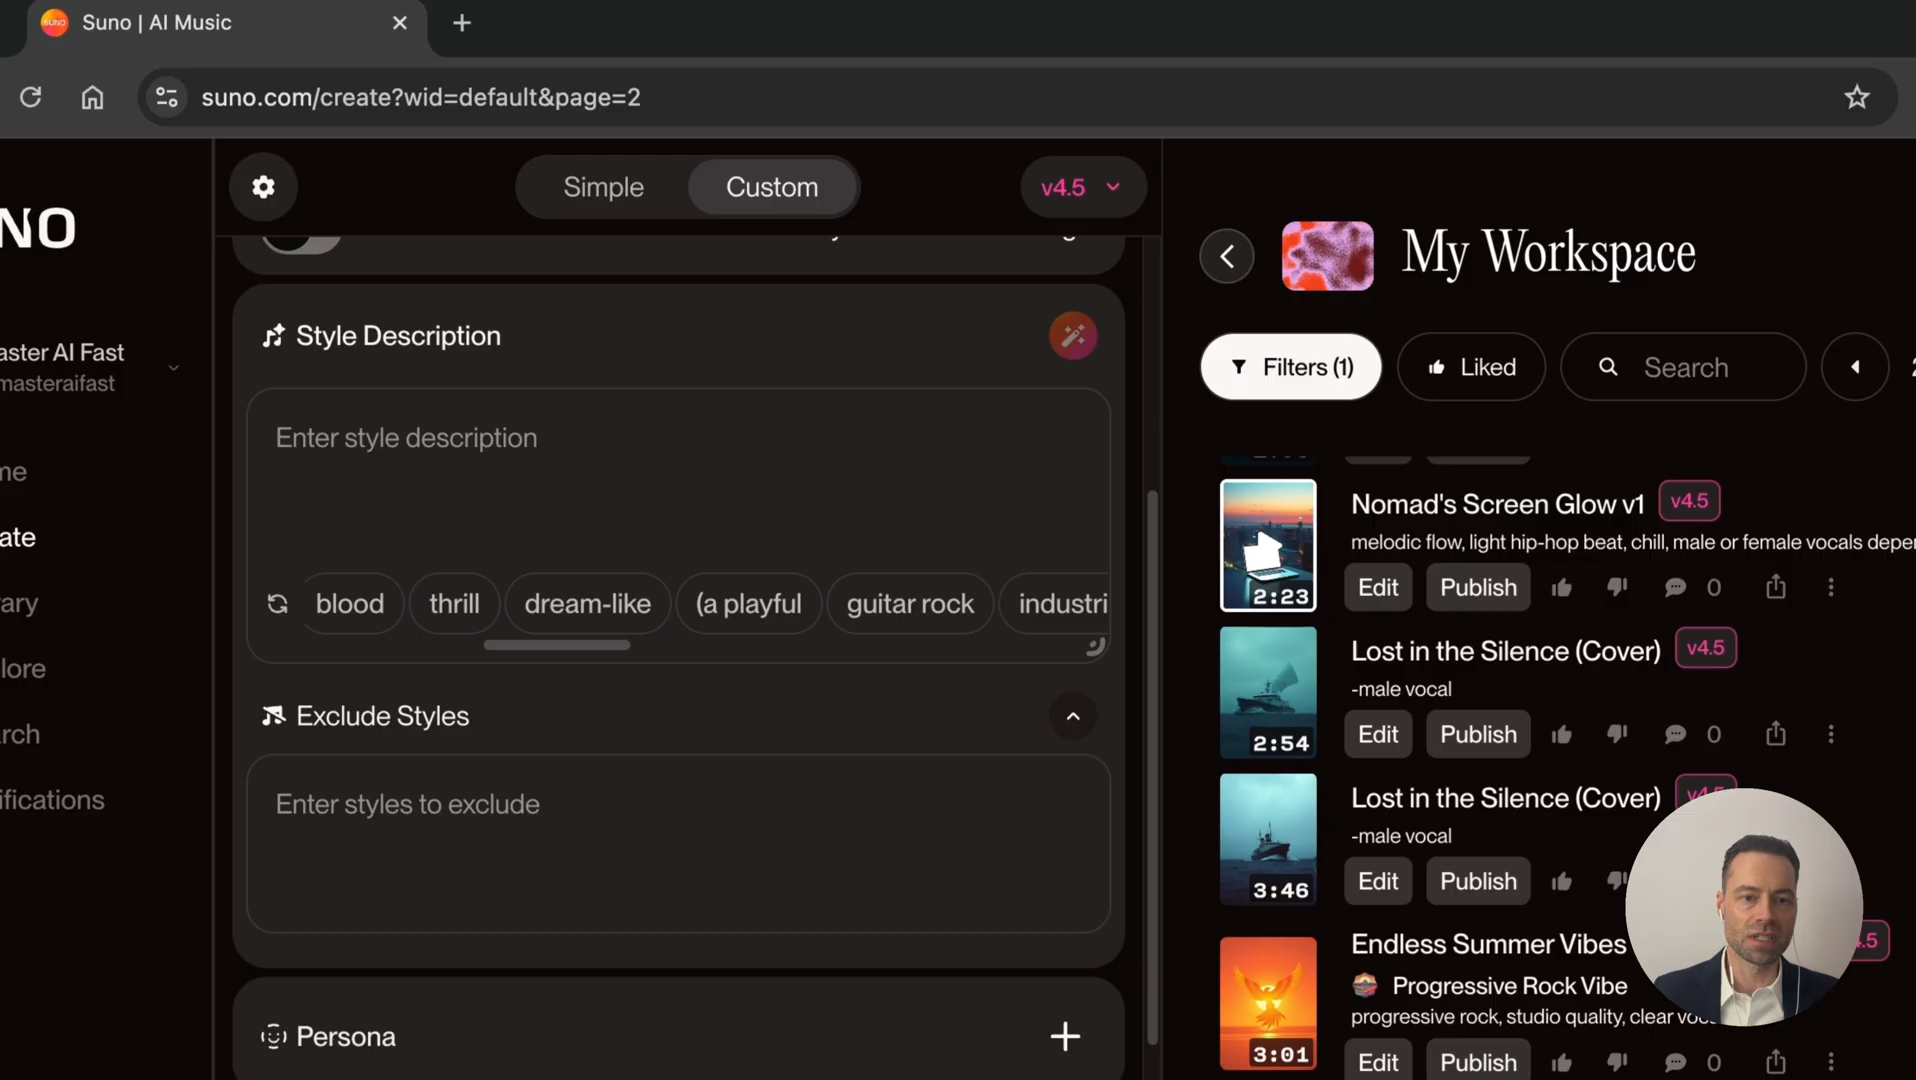 SUNO
Suno | AI Music
suno.com/create?wid=default&page=2
NO
Simple
Custom
v4.5
aster AI Fast
masteraifast
me
ate
rary
lore
rch
ifications
Style Description
Enter style description
blood
thrill
dream-like
(a playful
guitar rock
industri
Exclude Styles
Enter styles to exclude
Persona
My Workspace
Filters (1)
Liked
Search
Nomad's Screen Glow v1 v4.5
melodic flow, light hip-hop beat, chill, male or female vocals depen
2:23
Edit Publish 0
Lost in the Silence (Cover) v4.5
-male vocal
2:54
Edit Publish 0
Lost in the Silence (Cover)
-male vocal
3:46
Edit Publish
Endless Summer Vibes
Progressive Rock Vibe
progressive rock, studio quality, clear voc
3:01
Edit Publish 0